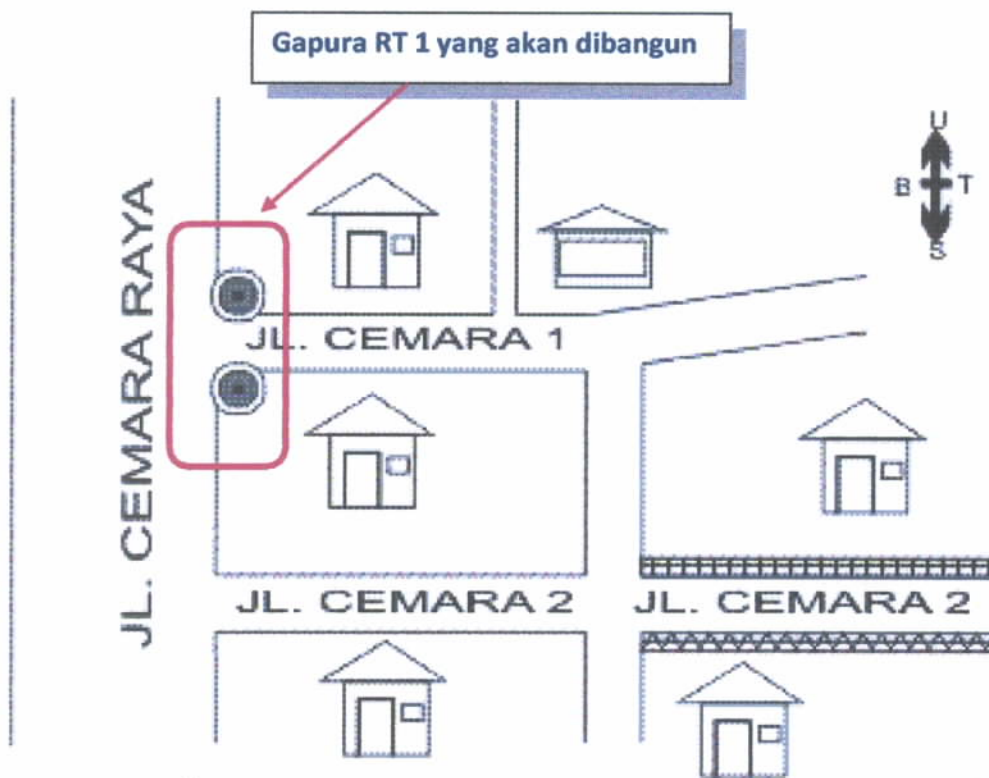 Gapura RT 1 yang akan dibangun
U
B T
S
JL. CEMARA RAYA
JL. CEMARA 1
JL. CEMARA 2
JL. CEMARA 2